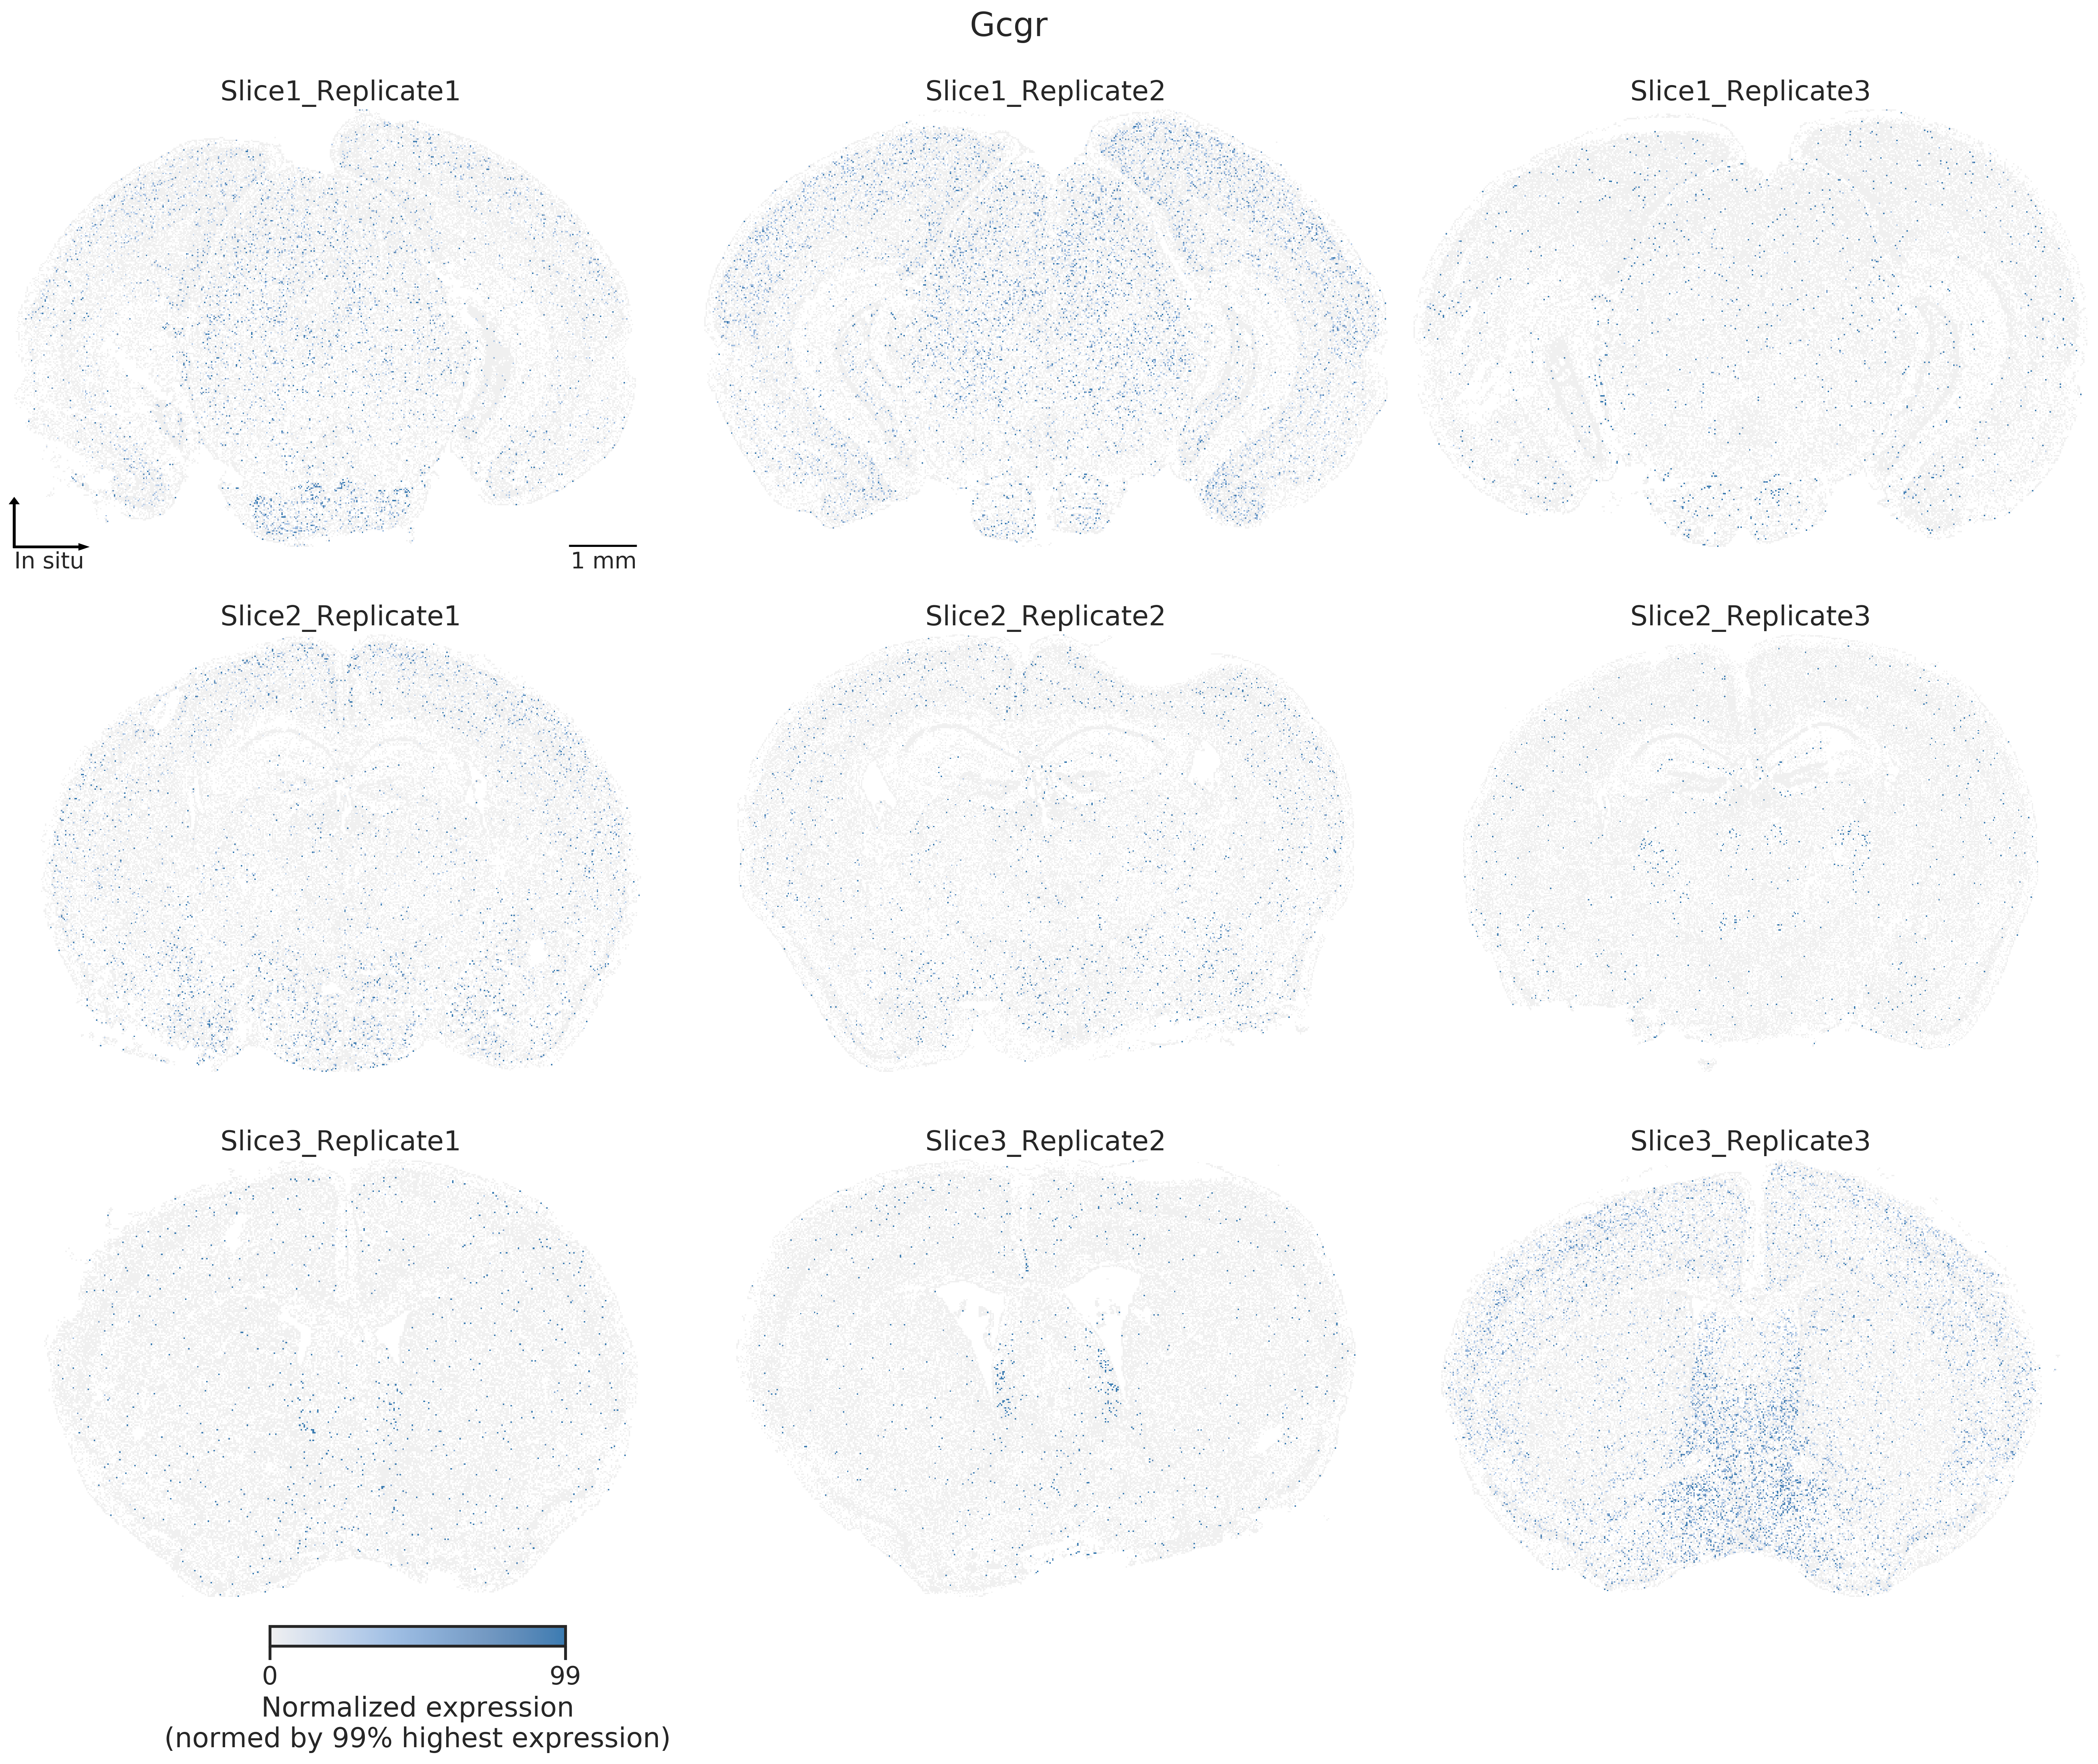 Gcgr
Slice1_Replicate1
Slice1_Replicate2
Slice1_Replicate3
In situ
1 mm
Slice2_Replicate1
Slice2_Replicate2
Slice2_Replicate3
Slice3_Replicate1
Slice3_Replicate2
Slice3_Replicate3
0
99
Normalized expression
(normed by 99% highest expression)